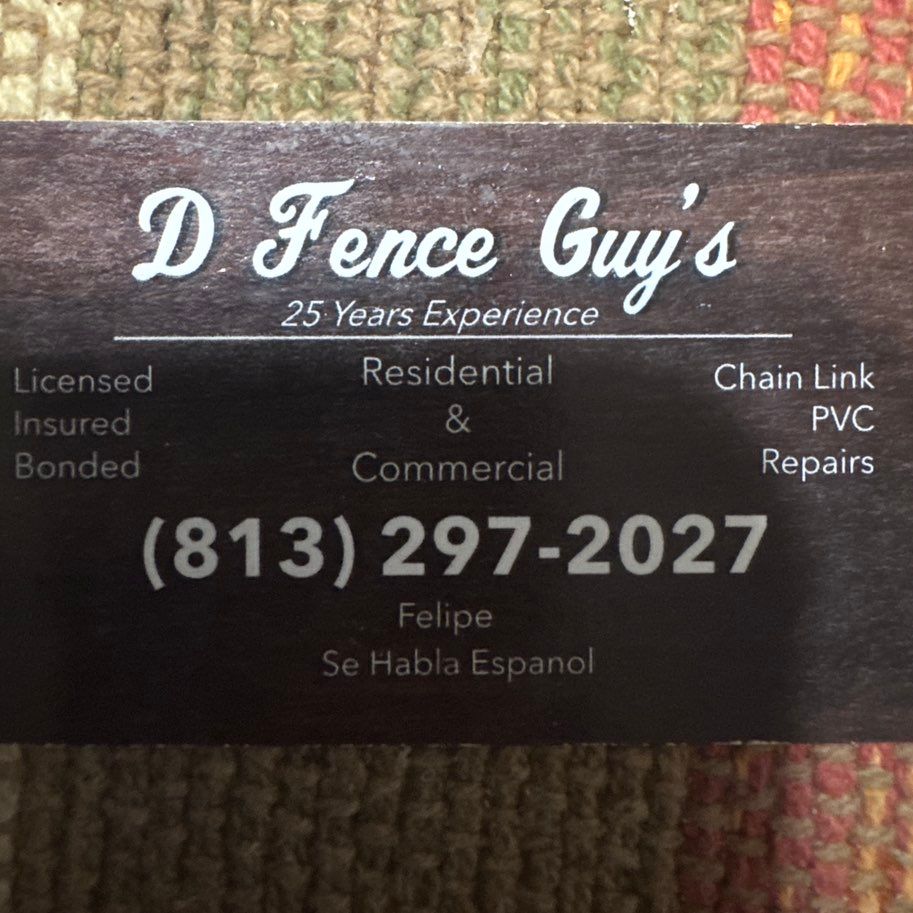 D Fence Guy's
25 Years Experience
Licensed
Insured
Bonded
Residential
&
Commercial
Chain Link
PVC
Repairs
(813) 297-2027
Felipe
Se Habla Espanol